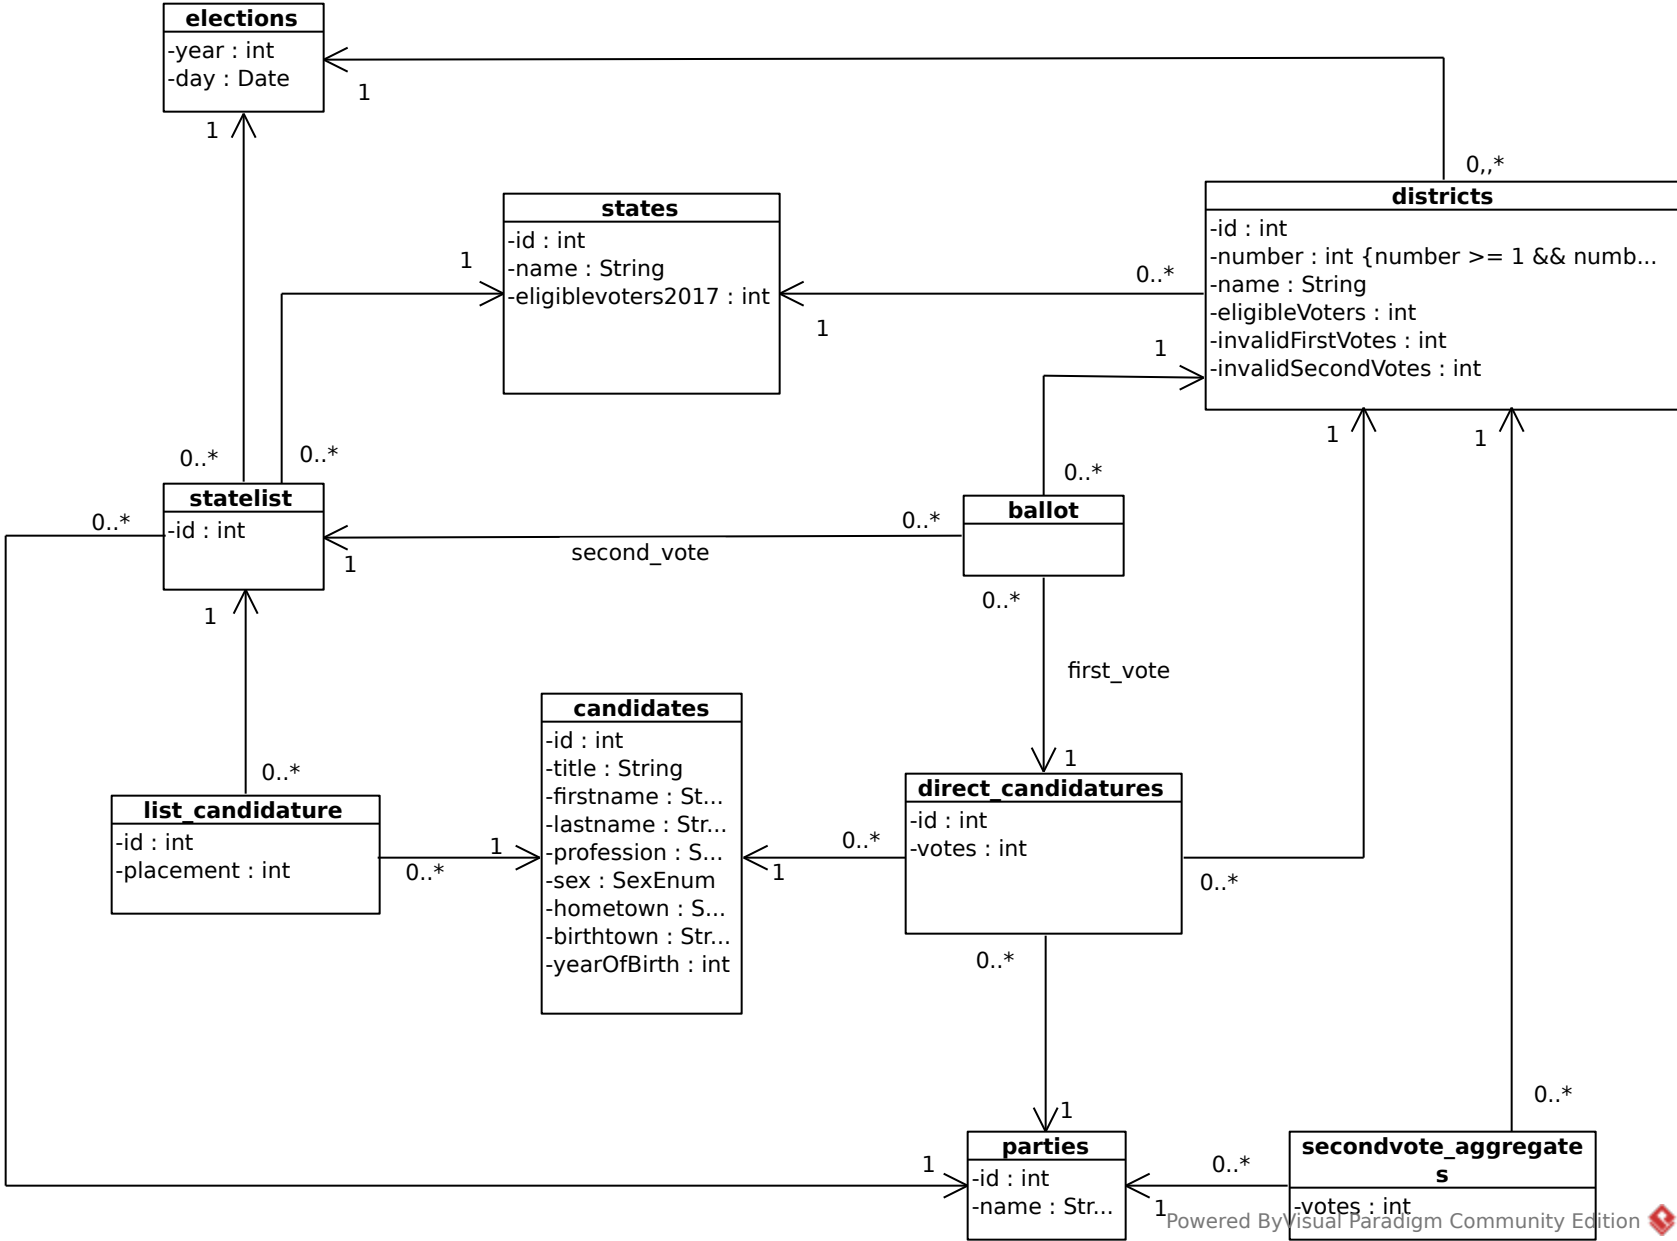 elections
-year : int
-day : Date
1
1
0,,*
states
-id : int
-name : String
-eligiblevoters2017 : int
1
1
0..*
districts
-id : int
-number : int {number >= 1 && numb...
-name : String
-eligibleVoters : int
-invalidFirstVotes : int
-invalidSecondVotes : int
1
1
1
0..*
0..*
0..*
statelist
-id : int
0..*
1
second_vote
0..*
ballot
0..*
0..*
first_vote
1
1
0..*
list_candidature
-id : int
-placement : int
1
0..*
candidates
-id : int
-title : String
-firstname : St...
-lastname : Str...
-profession : S...
-sex : SexEnum
-hometown : S...
-birthtown : Str...
-yearOfBirth : int
0..*
1
direct_candidatures
-id : int
-votes : int
0..*
0..*
1
1
parties
-id : int
-name : Str...
0..*
1
0..*
secondvote_aggregate
s
-votes : int
Powered ByVisual Paradigm Community Edition